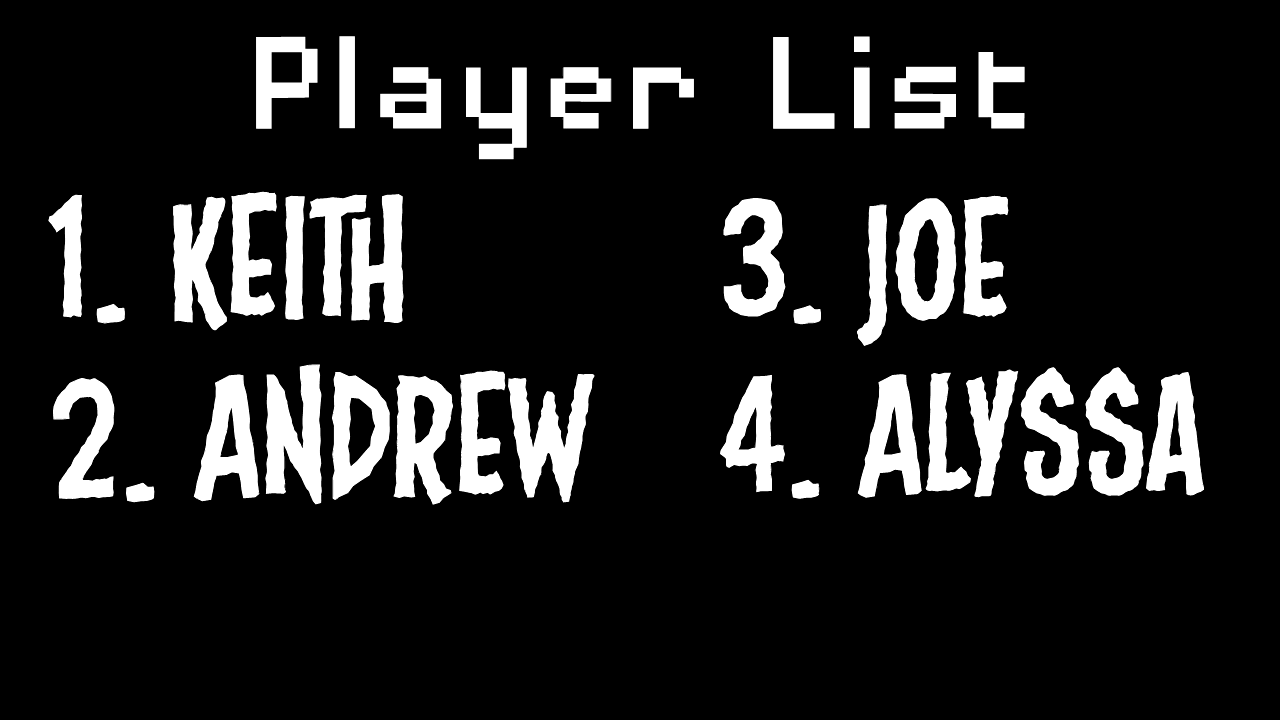 Player List
1. KEITH
2. ANDREW
3. JOE
4. ALYSSA